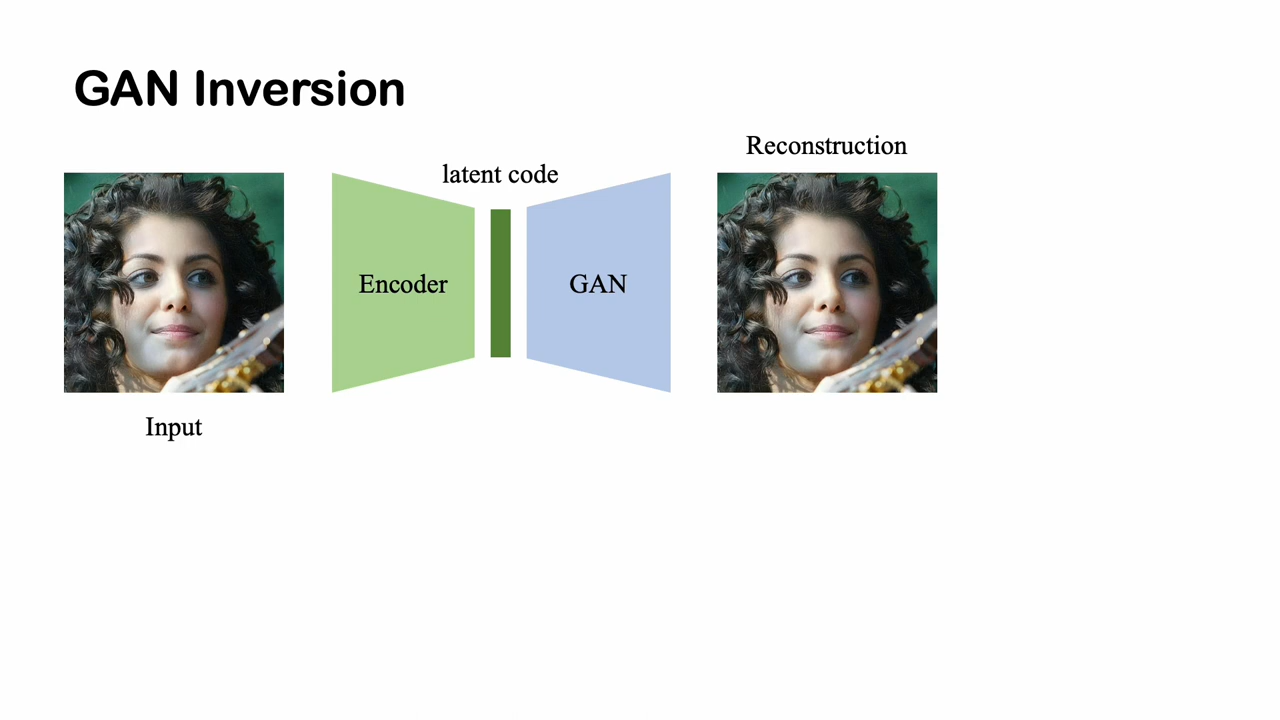 GAN Inversion
Reconstruction
latent code
Encoder
GAN
Input